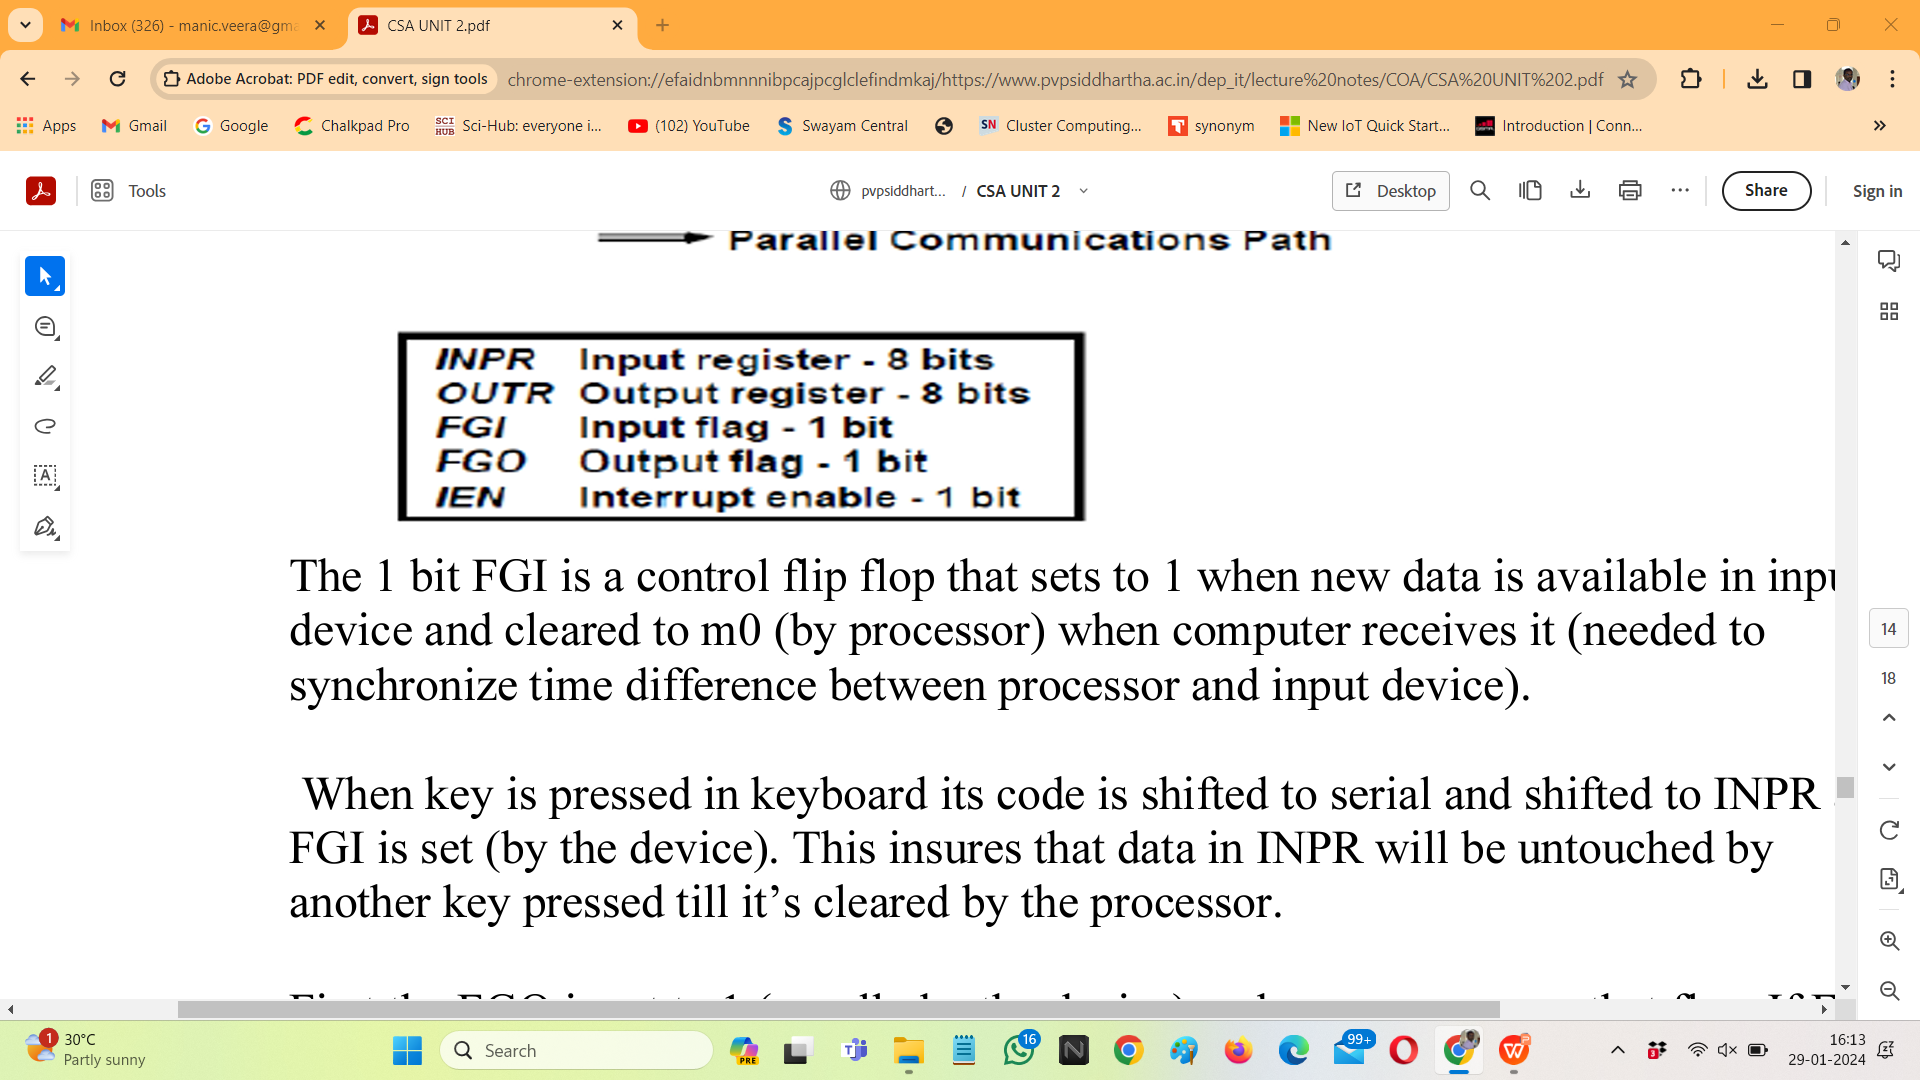 Inbox (326) - manic.veera@gma
CSA UNIT 2.pdf
Adobe Acrobat: PDF edit, convert, sign tools
chrome-extension://efaidnbmnnnibpcajpcglclefindmkaj/https://www.pvpsiddhartha.ac.in/dep_it/lecture%20notes/COA/CSA%20UNIT%202.pdf
Apps Gmail Google Chalkpad Pro SCI HUB Sci-Hub: everyone i... (102) YouTube Swayam Central SN Cluster Computing... synonym New IoT Quick Start... Introduction | Conn...
Tools
pvpsiddhart... / CSA UNIT 2
Desktop
Share
Sign in
Parallel Communications Path
INPR Input register - 8 bits
OUTR Output register - 8 bits
FGI Input flag - 1 bit
FGO Output flag - 1 bit
IEN Interrupt enable - 1 bit
The 1 bit FGI is a control flip flop that sets to 1 when new data is available in inpu
device and cleared to m0 (by processor) when computer receives it (needed to
synchronize time difference between processor and input device).
When key is pressed in keyboard its code is shifted to serial and shifted to INPR
FGI is set (by the device). This insures that data in INPR will be untouched by
another key pressed till it’s cleared by the processor.
14
18
1
30°C
Partly sunny
Search
PRE
16
99+
3
16:13
29-01-2024